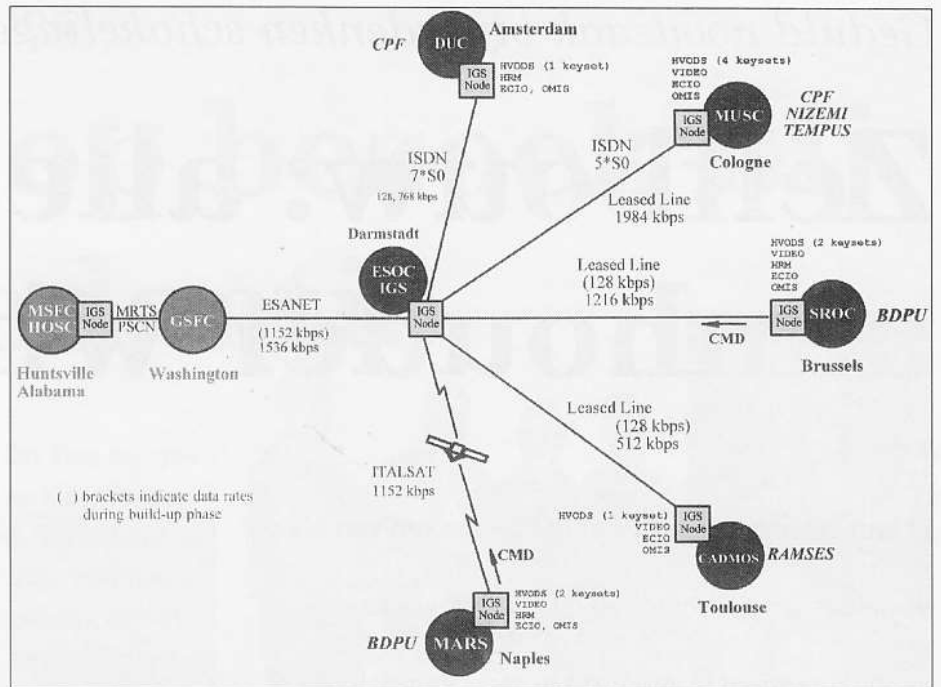 CPF
DUC
Amsterdam
IGS
Node
HVODS (1 keyset)
HRM
ECIO, OMIS
HVODS (4 keysets)
VIDEO
ECIO
OMIS
IGS
Node
MUSC
CPF
NIZEMI
TEMPUS
Cologne
ISDN
7*S0
128, 768 kbps
ISDN
5*S0
Leased Line
1984 kbps
Darmstadt
ESOC
IGS
IGS
Node
Leased Line
(128 kbps)
1216 kbps
HVODS (2 keysets)
VIDEO
HRM
ECIO
OMIS
IGS
Node
SROC
BDPU
CMD
Brussels
MSFC
HOSC
IGS
Node
MRTS
PSCN
GSFC
ESANET
(1152 kbps)
1536 kbps
Huntsville
Alabama
Washington
Leased Line
(128 kbps)
512 kbps
ITALSAT
1152 kbps
( ) brackets indicate data rates
during build-up phase
HVODS (1 keyset)
VIDEO
ECIO
OMIS
IGS
Node
CADMOS
RAMSES
Toulouse
CMD
IGS
Node
HVODS (2 keysets)
VIDEO
HRM
ECIO, OMIS
BDPU
MARS
Naples